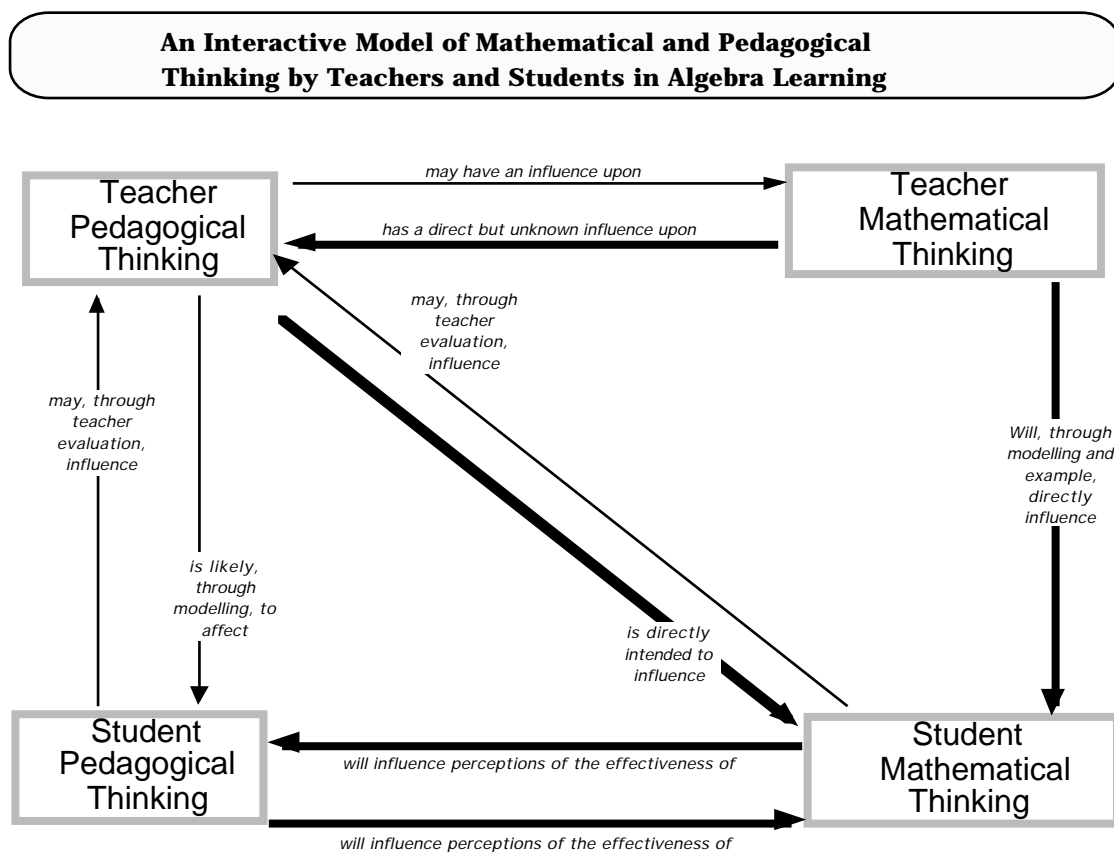 An Interactive Model of Mathematical and Pedagogical
Thinking by Teachers and Students in Algebra Learning
Teacher
Pedagogical
Thinking
may have an influence upon
has a direct but unknown influence upon
Teacher
Mathematical
Thinking
may, through
teacher
evaluation,
influence
may, through
teacher
evaluation,
influence
Will, through
modelling and
example,
directly
influence
is likely,
through
modelling, to
affect
is directly
intended to
influence
Student
Pedagogical
Thinking
will influence perceptions of the effectiveness of
will influence perceptions of the effectiveness of
Student
Mathematical
Thinking